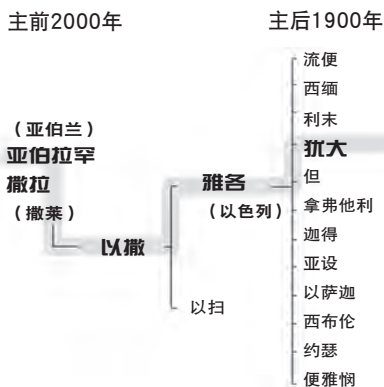 主前2000年
主后1900年
（亚伯兰）
亚伯拉罕
撒拉
（撒莱）
以撒
雅各
（以色列）
以扫
流便
西缅
利末
犹大
但
拿弗他利
迦得
亚设
以萨迦
西布伦
约瑟
便雅悯